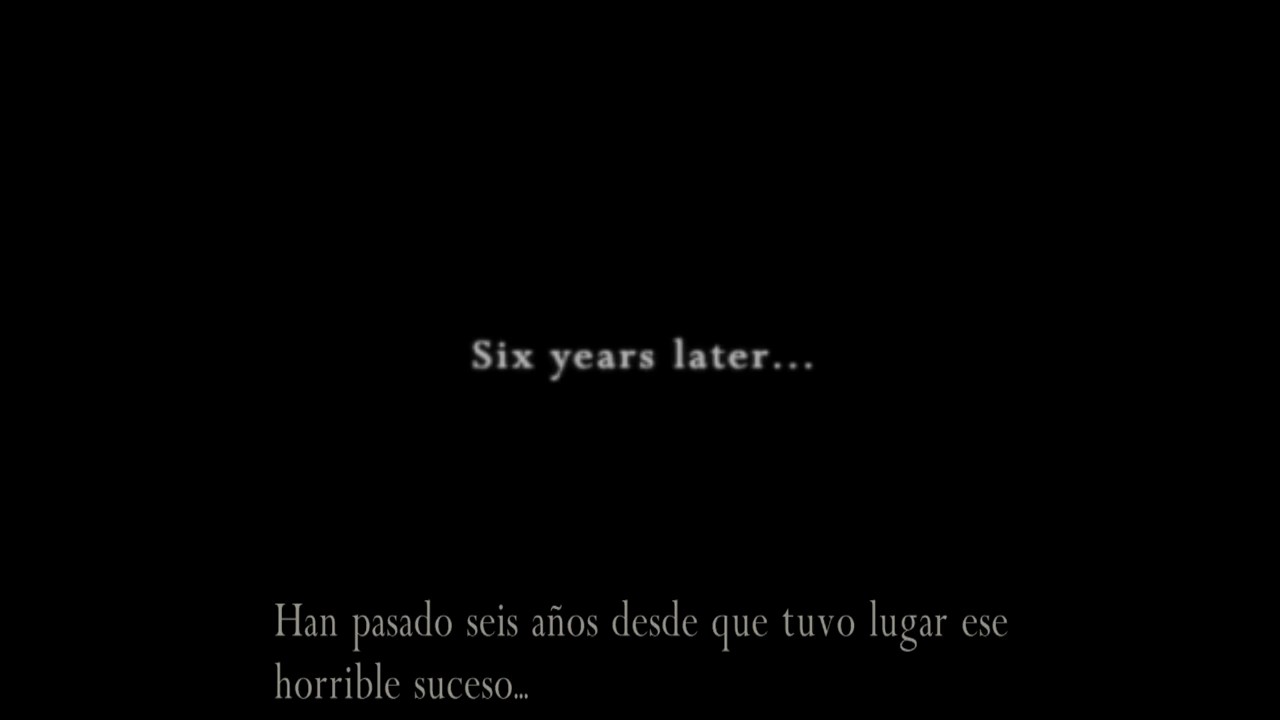 Six years later...
Han pasado seis años desde que tuvo lugar ese
horrible suceso...